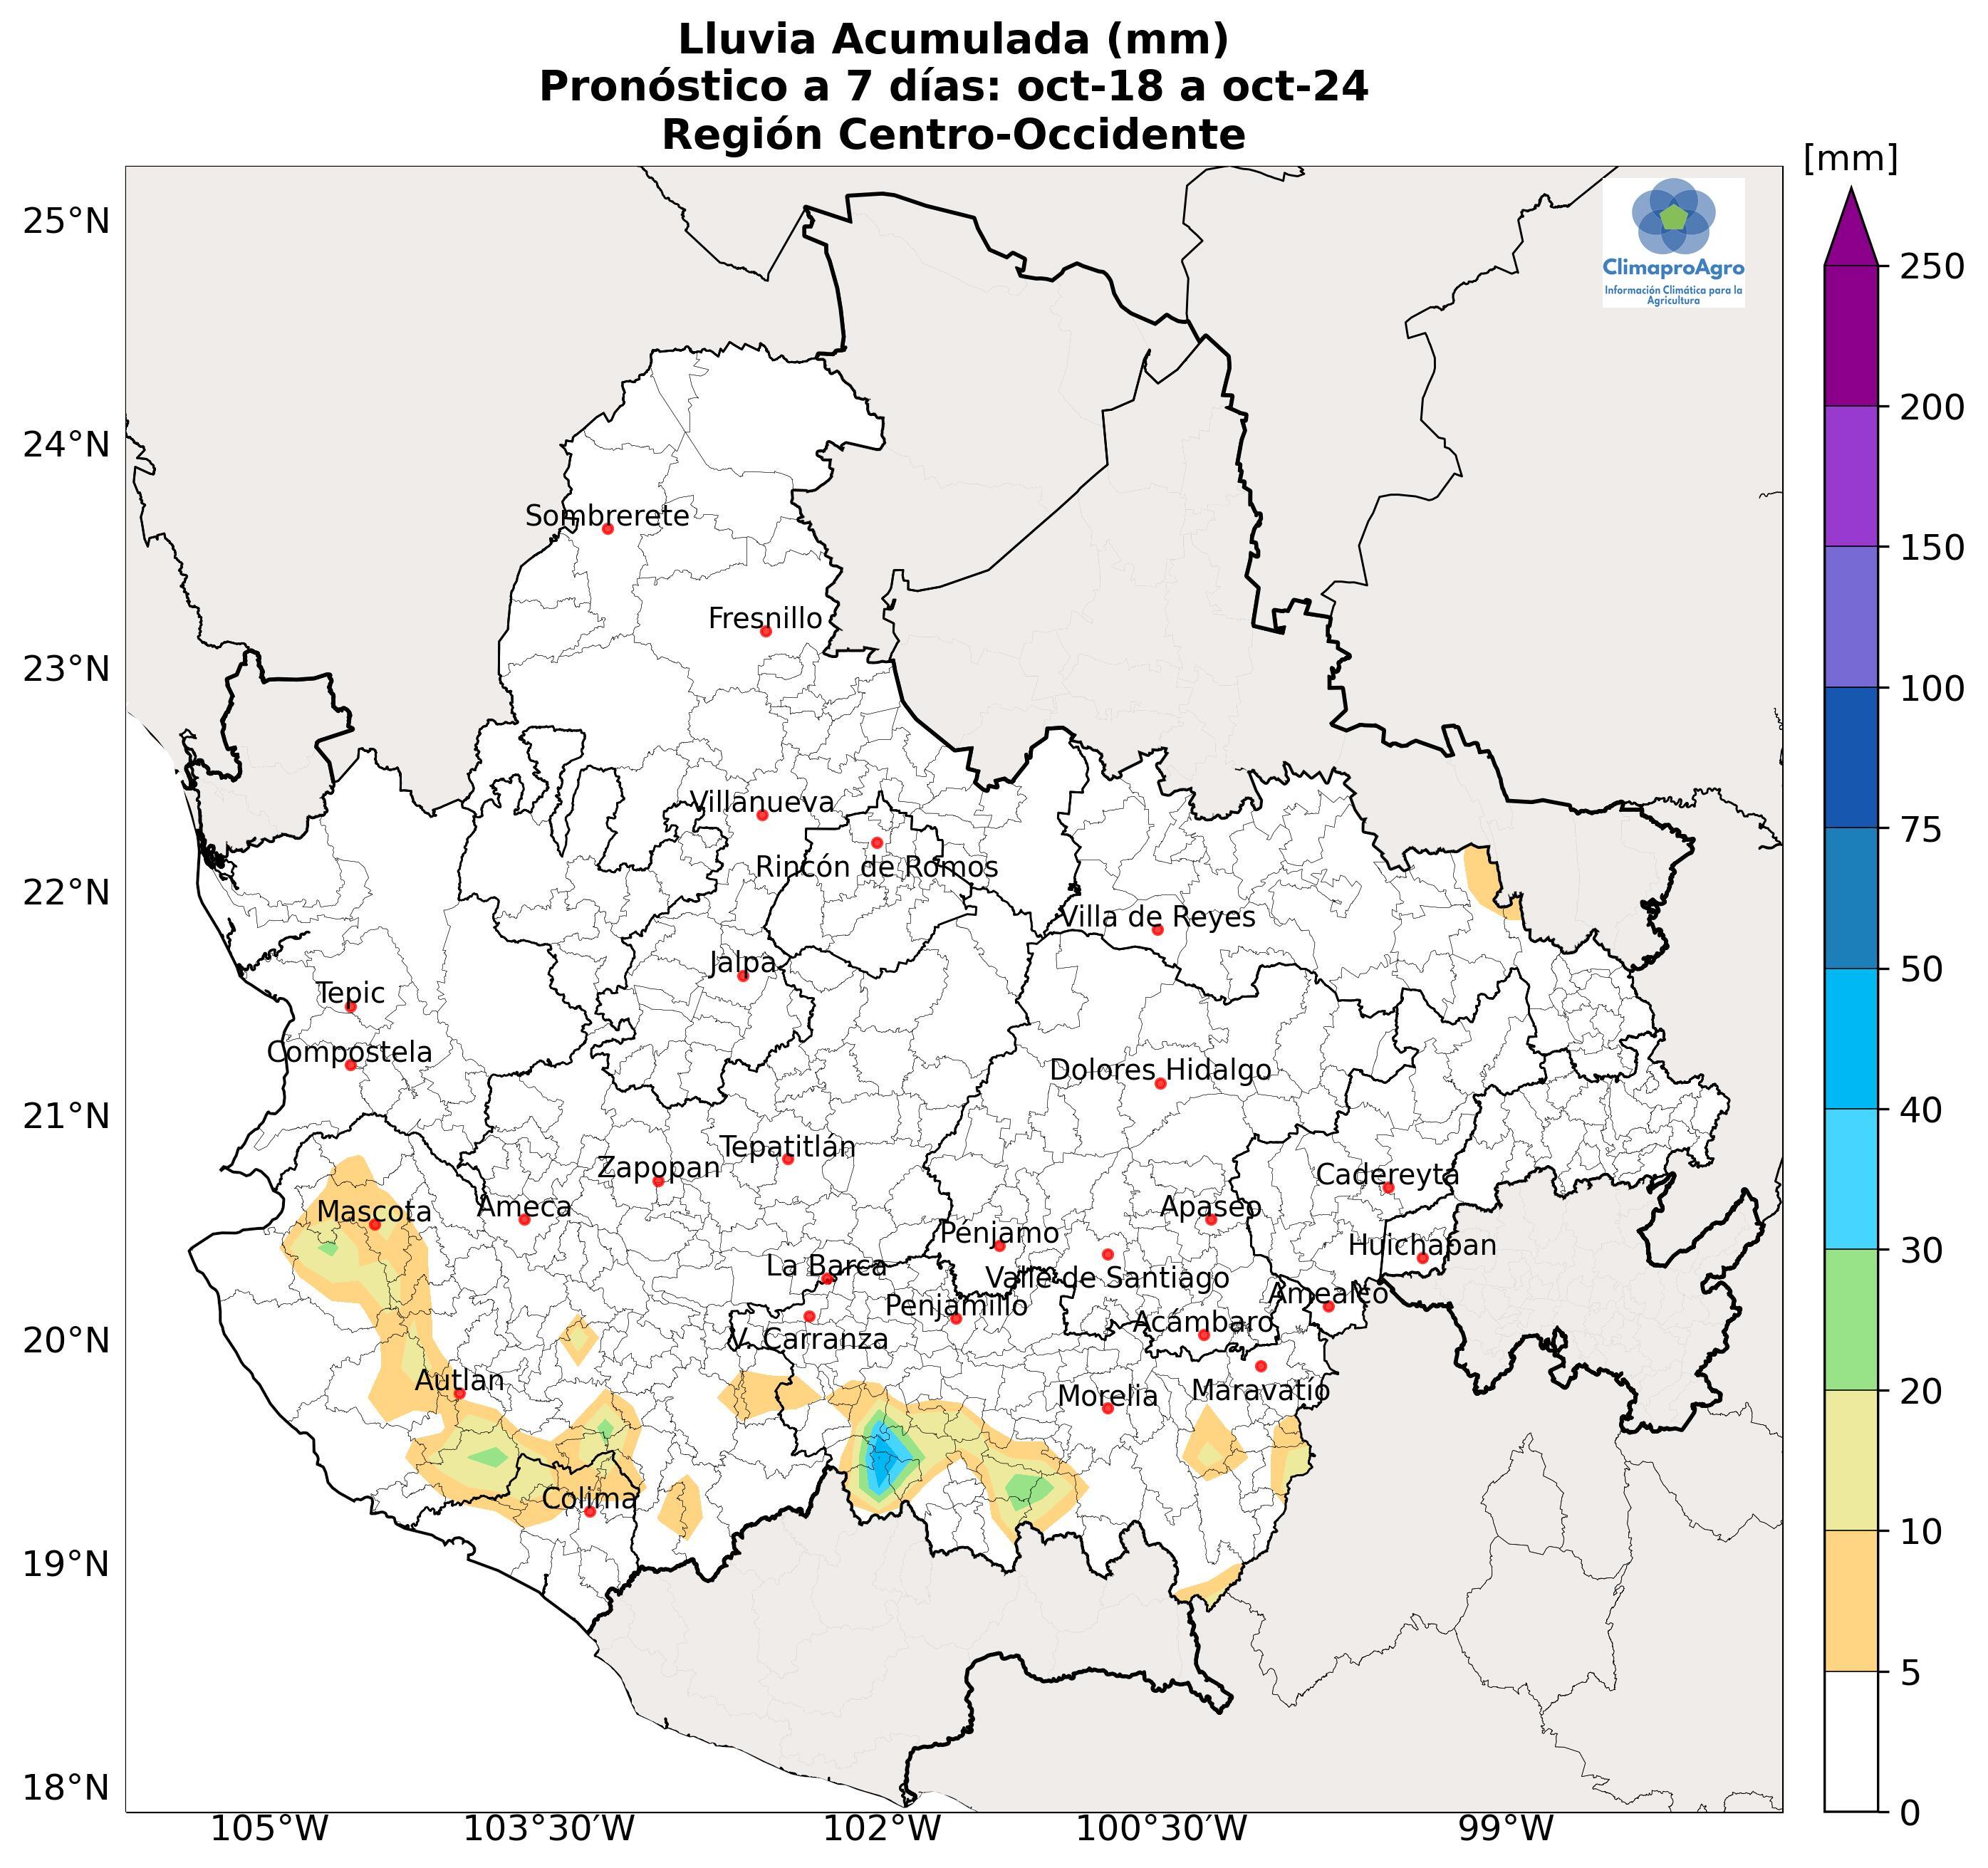 Lluvia Acumulada (mm)
Pronóstico a 7 días: oct-18 a oct-24
Región Centro-Occidente
[mm]
ClimaproAgro
Información Climática para la
Agricultura
25°N
24°N
23°N
22°N
21°N
20°N
19°N
18°N
250
200
150
100
75
50
40
30
20
10
5
0
Sombrerete
Fresnillo
Villanueva
Rincón de Romos
Villa de Reyes
Jalpa
Tepic
Compostela
Dolores Hidalgo
Tepatitlán
Zapopan
Cadereyta
Mascota
Ameca
Apaseo
Pénjamo
Huichapan
La Barca
Valle de Santiago
Amealco
Penjamillo
Acámbaro
V. Carranza
Autlan
Morelia
Maravatío
Colima
105°W
103°30'W
102°W
100°30'W
99°W